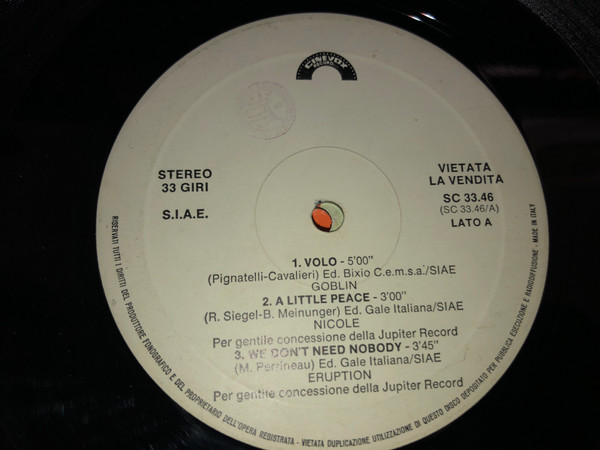 CINEVOX
RECORD
STEREO
33 GIRI
S.I.A.E.
VIETATA
LA VENDITA
SC 33.46
(SC 33.46/A)
LATO A
1. VOLO - 5'00"
(Pignatelli-Cavalieri) Ed. Bixio C.e.m.s.a./SIAE
GOBLIN
2. A LITTLE PEACE - 3'00"
(R. Siegel-B. Meinunger) Ed. Gale Italiana/SIAE
NICOLE
Per gentile concessione della Jupiter Record
3. WE DON'T NEED NOBODY - 3'45"
(M. Perrineau) Ed. Gale Italiana/SIAE
ERUPTION
Per gentile concessione della Jupiter Record
RISERVATI TUTTI I DIRITTI DEL PRODUTTORE FONOGRAFICO E DEL PROPRIETARIO DELL'OPERA REGISTRATA - VIETATA DUPLICAZIONE UTILIZZAZIONE DI QUESTO DISCO DEPOSITATO PER PUBBLICA ESECUZIONE E RADIODIFFUSIONE - MADE IN ITALY